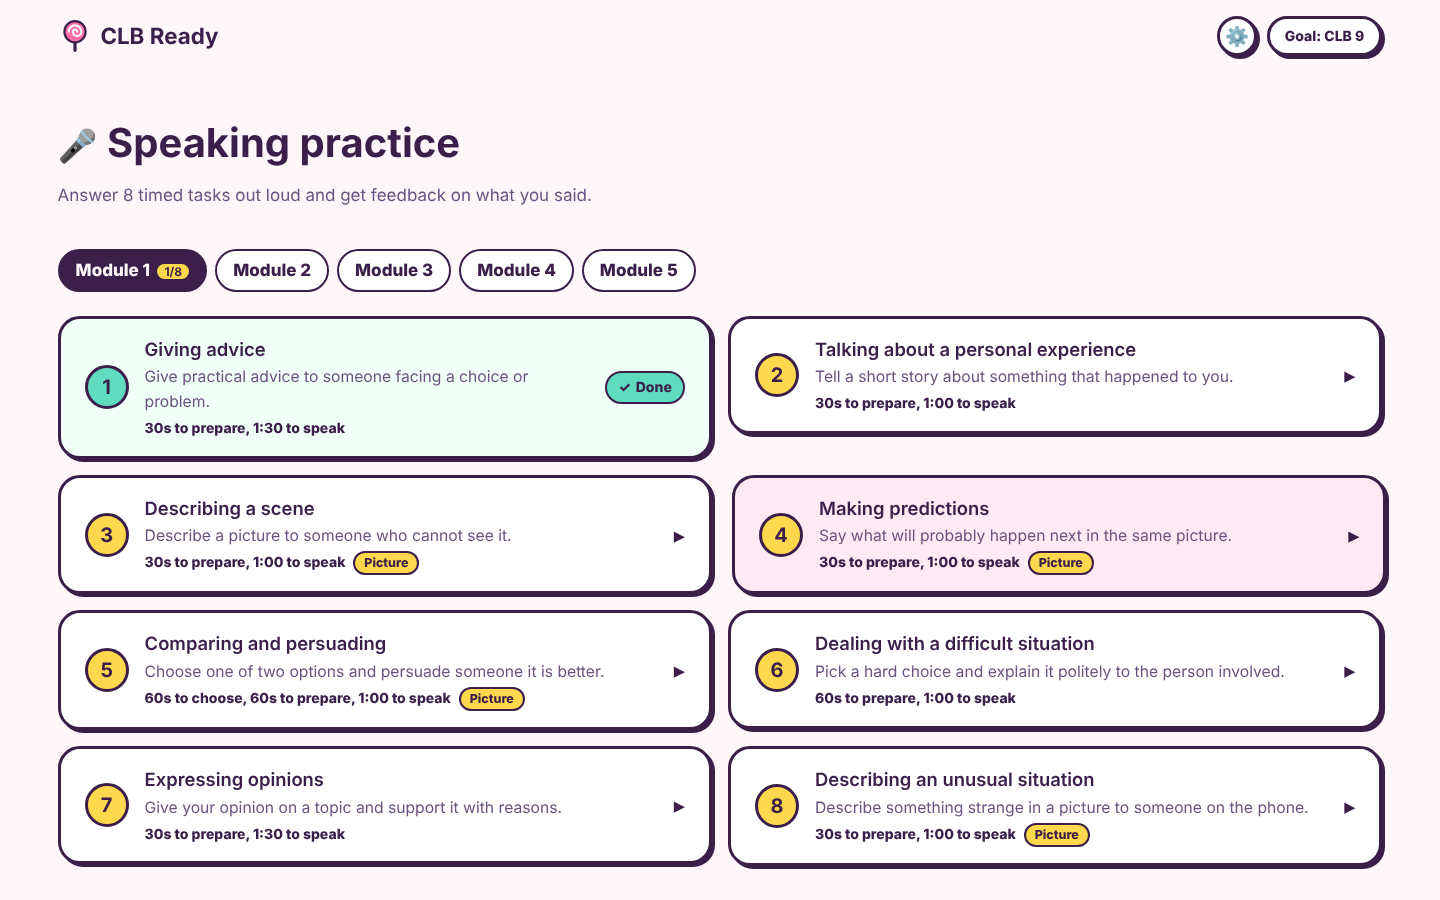 CLB Ready
Goal: CLB 9
Speaking practice
Answer 8 timed tasks out loud and get feedback on what you said.
Module 1 1/8
Module 2
Module 3
Module 4
Module 5
1
Giving advice
Give practical advice to someone facing a choice or
problem.
30s to prepare, 1:30 to speak
✓ Done
2
Talking about a personal experience
Tell a short story about something that happened to you.
30s to prepare, 1:00 to speak
3
Describing a scene
Describe a picture to someone who cannot see it.
30s to prepare, 1:00 to speak Picture
4
Making predictions
Say what will probably happen next in the same picture.
30s to prepare, 1:00 to speak Picture
5
Comparing and persuading
Choose one of two options and persuade someone it is better.
60s to choose, 60s to prepare, 1:00 to speak Picture
6
Dealing with a difficult situation
Pick a hard choice and explain it politely to the person involved.
60s to prepare, 1:00 to speak
7
Expressing opinions
Give your opinion on a topic and support it with reasons.
30s to prepare, 1:30 to speak
8
Describing an unusual situation
Describe something strange in a picture to someone on the phone.
30s to prepare, 1:00 to speak Picture